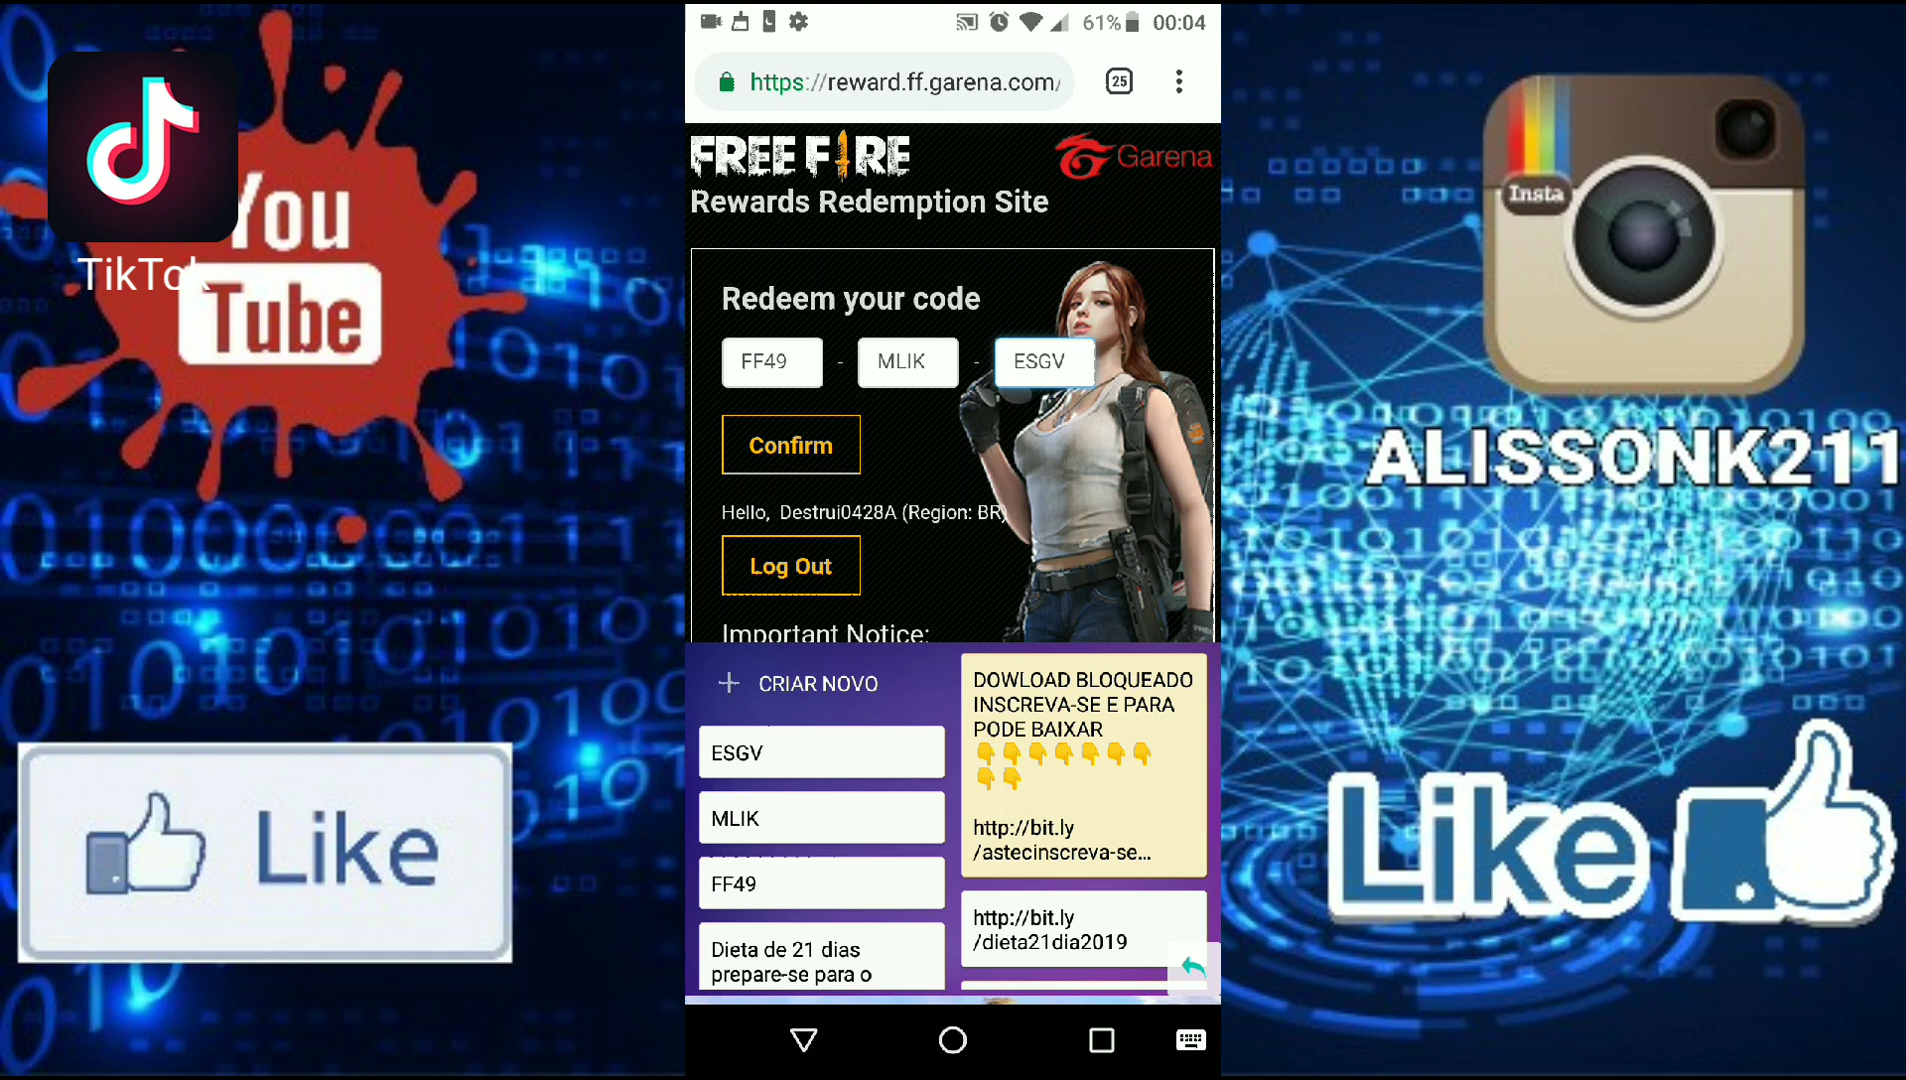 TikTok
You
Tube
Like
61% 00:04
https://reward.ff.garena.com/
25
FREE FIRE
Garena
Rewards Redemption Site
Redeem your code
FF49 - MLIK - ESGV
Confirm
Hello, Destrui0428A (Region: BR)
Log Out
Important Notice:
CRIAR NOVO
ESGV
MLIK
FF49
Dieta de 21 dias
prepare-se para o
DOWLOAD BLOQUEADO
INSCREVA-SE E PARA
PODE BAIXAR
👇👇👇👇👇👇👇
👇👇
http://bit.ly
/astecinscreva-se...
http://bit.ly
/dieta21dia2019
Insta
ALISSONK211
Like